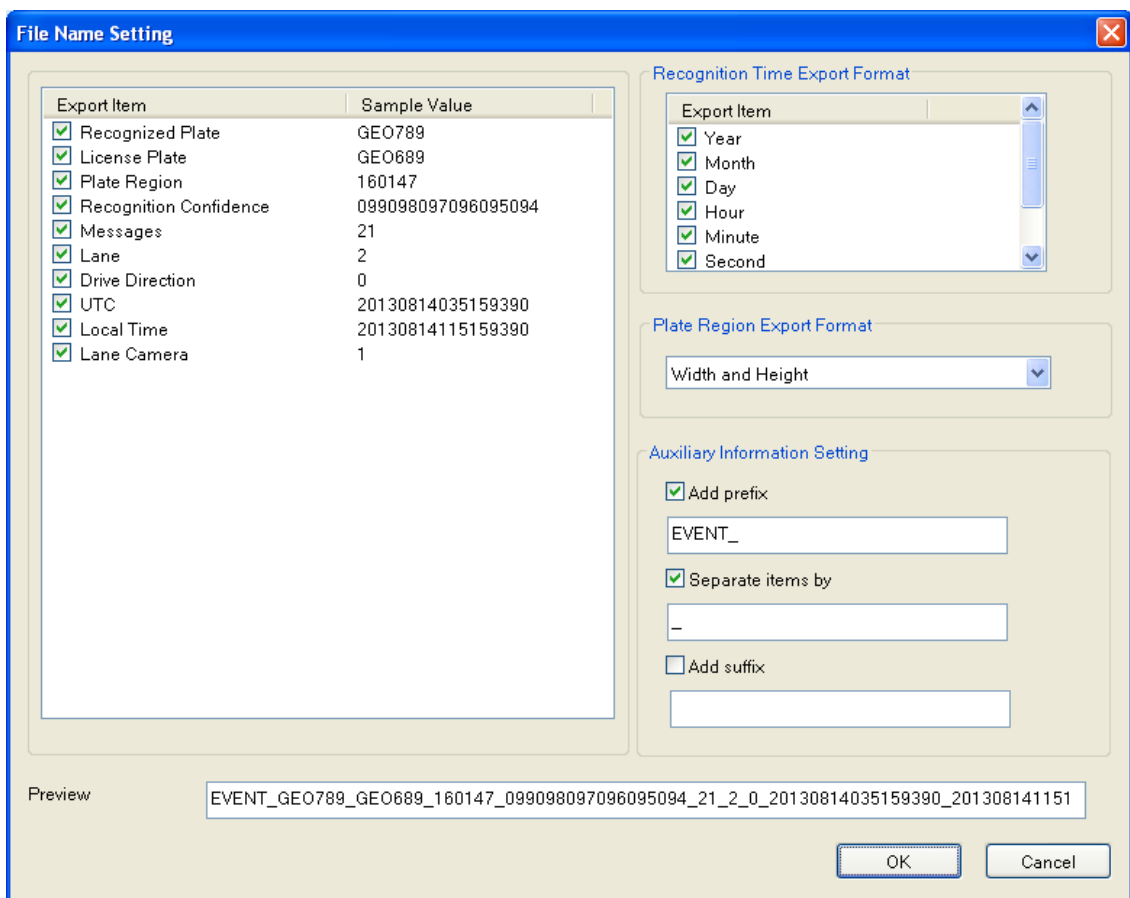 File Name Setting
Export Item Sample Value
Recognized Plate GEO789
License Plate GEO689
Plate Region 160147
Recognition Confidence 099098097096095094
Messages 21
Lane 2
Drive Direction 0
UTC 20130814035159390
Local Time 20130814115159390
Lane Camera 1
Recognition Time Export Format
Export Item
Year
Month
Day
Hour
Minute
Second
Plate Region Export Format
Width and Height
Auxiliary Information Setting
Add prefix
EVENT_
Separate items by
_
Add suffix
Preview EVENT_GEO789_GEO689_160147_099098097096095094_21_2_0_20130814035159390_201308141151
OK Cancel